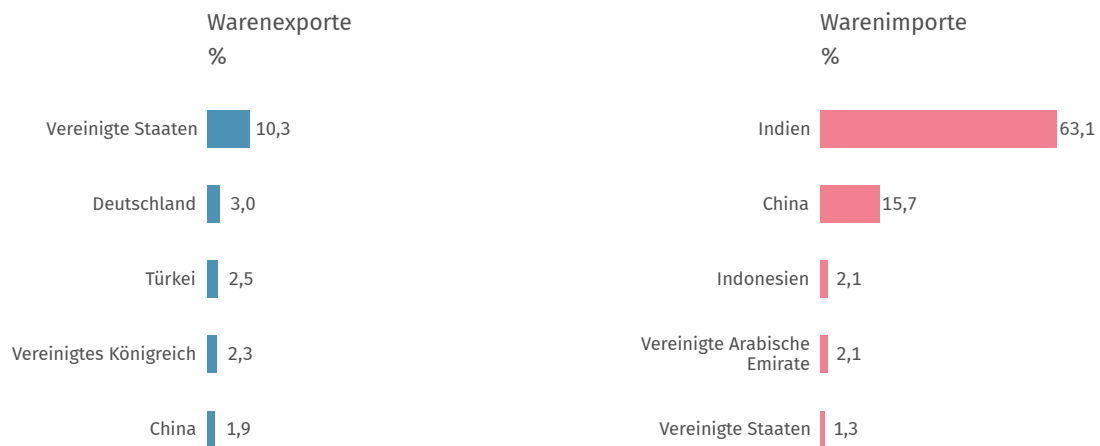 Warenexporte
%
Vereinigte Staaten 10,3
Deutschland 3,0
Türkei 2,5
Vereinigtes Königreich 2,3
China 1,9
Warenimporte
%
Indien 63,1
China 15,7
Indonesien 2,1
Vereinigte Arabische
Emirate 2,1
Vereinigte Staaten 1,3